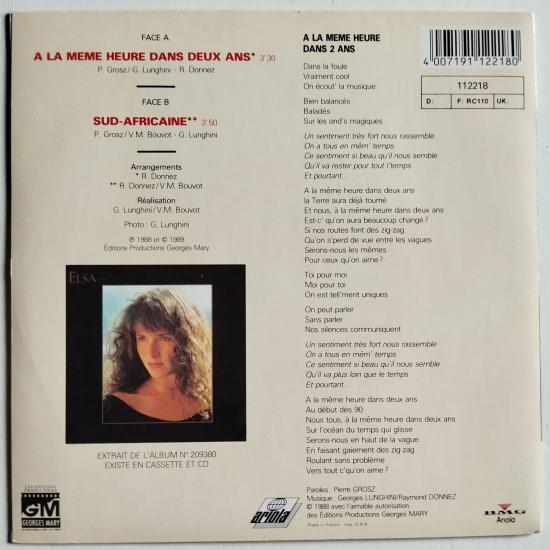 FACE A
A LA MEME HEURE DANS DEUX ANS* 3'30
P. Grosz/G. Lunghini - R. Donnez
FACE B
SUD-AFRICAINE** 3'50
P. Grosz/V.M. Bouvot - G. Lunghini
Arrangements
* R. Donnez
** R. Donnez/V.M. Bouvot
Réalisation
G. Lunghini/V.M. Bouvot
Photo : G. Lunghini
℗ 1988 et © 1989
Éditions Productions Georges Mary
ELSA
EXTRAIT DE L'ALBUM N° 209380
EXISTE EN CASSETTE ET CD
LES EDITIONS
PRODUCTIONS
GM
GEORGES MARY
A LA MEME HEURE
DANS 2 ANS
Dans la foule
Vraiment cool
On écout' la musique
Bien balancés
Baladés
Sur les ond's magiques
Un sentiment très fort nous rassemble
On a tous en mêm' temps
Ce sentiment si beau qu'il nous semble
Qu'il va rester pour tout l'temps
Et pourtant...
A la même heure dans deux ans
la Terre aura déjà tourné
Et nous, à la même heure dans deux ans
Est-c' qu'on aura beaucoup changé ?
Si nos routes font des zig-zag
Qu'on s'perd de vue entre les vagues
Serons-nous les mêmes
Pour ceux qu'on aime ?
Toi pour moi
Moi pour toi
On est tell'ment uniques
On peut parler
Sans parler
Nos silences communiquent
Un sentiment très fort nous rassemble
On a tous en mêm' temps
Ce sentiment si beau qu'il nous semble
Qu'il va plus loin que le temps
Et pourtant...
A la même heure dans deux ans
Au début des 90
Nous tous, à la même heure dans deux ans
Sur l'océan du temps qui glisse
Serons-nous en haut de la vague
En faisant gaiement des zig-zag
Roulant sans problème
Vers tout c'qu'on aime ?
Paroles : Pierre GROSZ
Musique : Georges LUNGHINI/Raymond DONNEZ
© 1988 avec l'aimable autorisation
des Éditions Productions Georges MARY
ariola
Made in France - Imp. S.N.A.
BMG
Ariola
4 007191 122180
112218
D: F: RC110 UK: